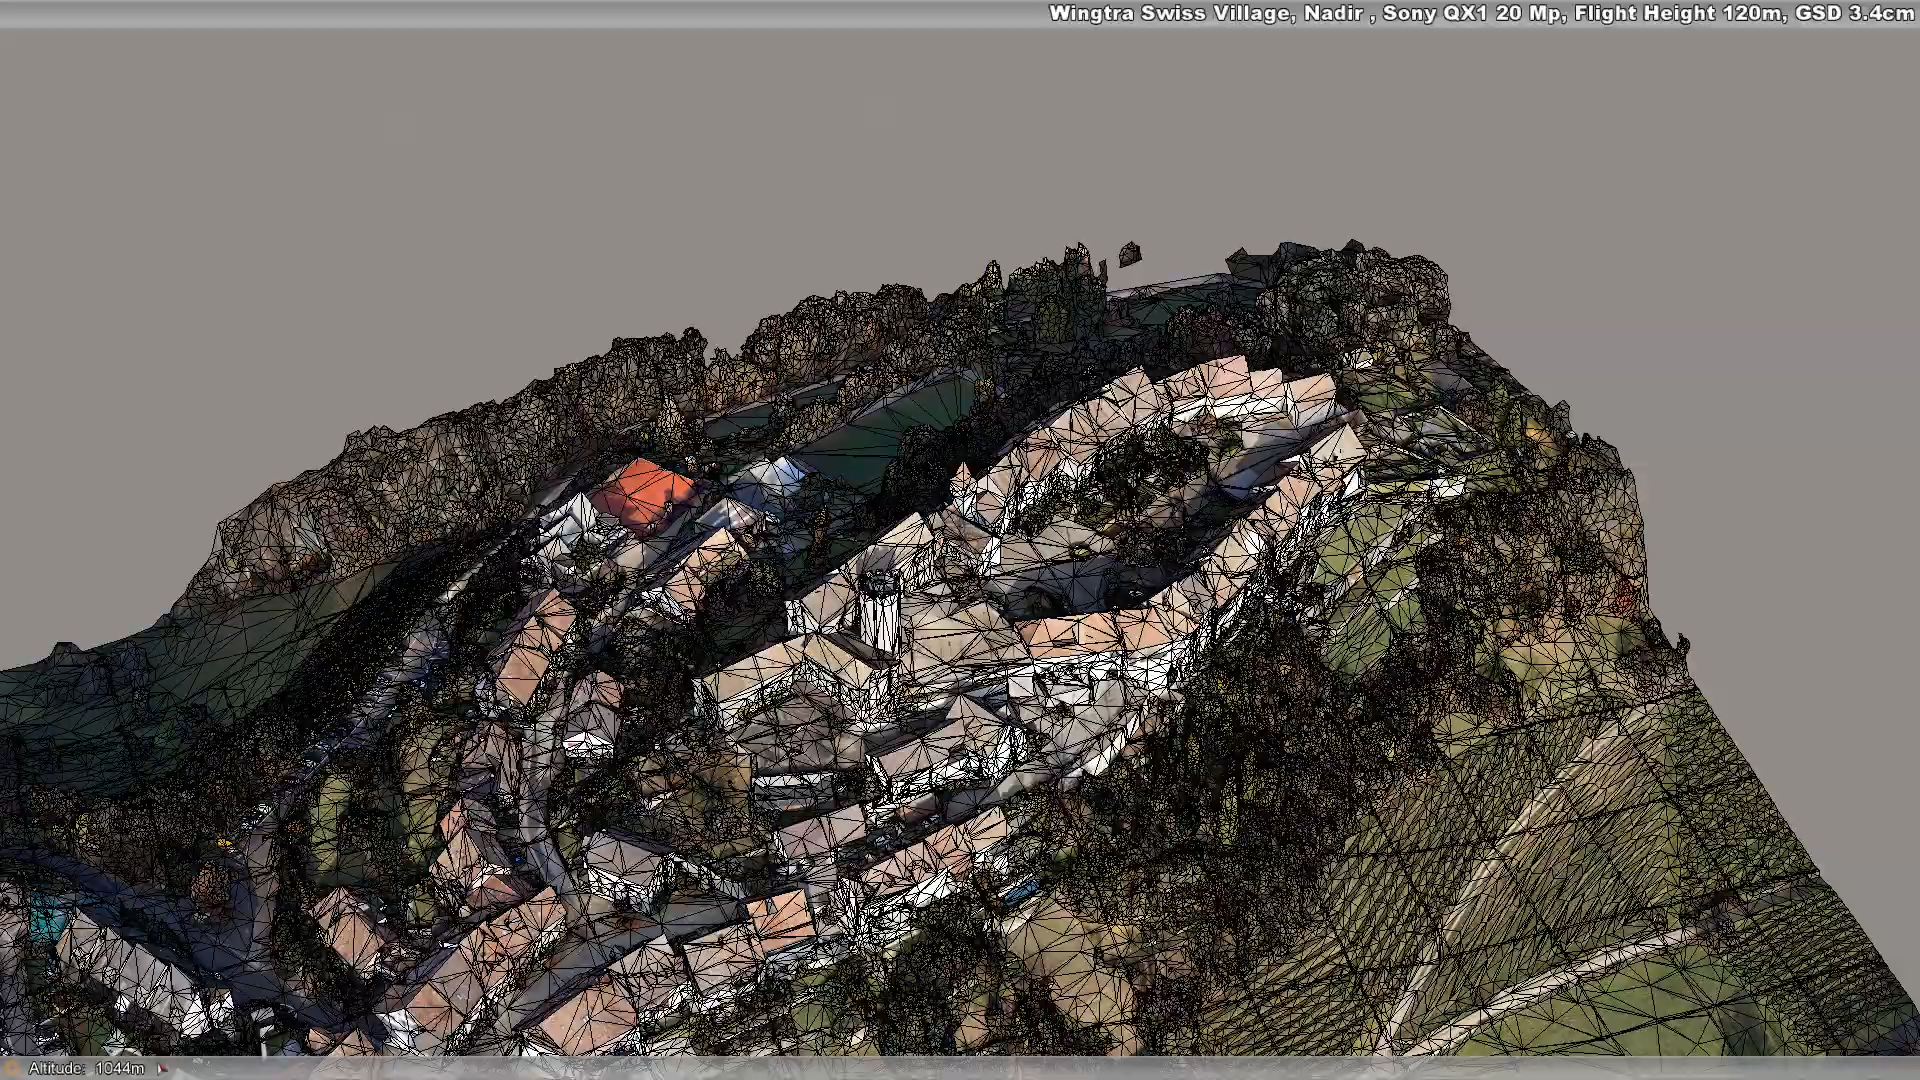 Wingtra Swiss Village, Nadir , Sony QX1 20 Mp, Flight Height 120m, GSD 3.4cm
Altitude: 1044m